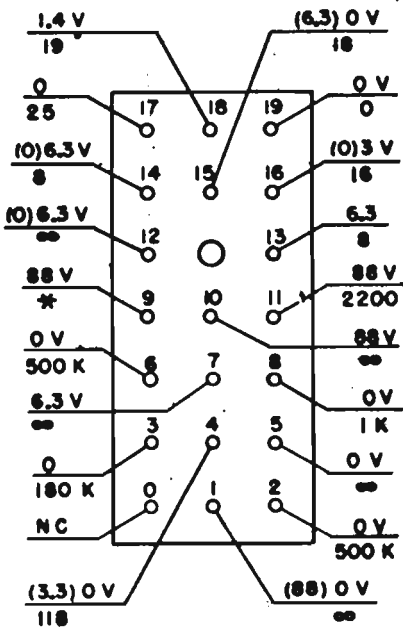 1.4 V
19
(6.3) 0 V
18
0
25
17
18
19
0 V
0
(0) 6.3 V
8
14
15
16
(0) 3 V
16
(0) 6.3 V
∞
12
13
6.3
8
88 V
*
9
10
11
88 V
2200
0 V
500 K
6
7
8
88 V
∞
6.3 V
∞
0 V
1 K
0
180 K
3
4
5
0 V
∞
NC
0
1
2
0 V
500 K
(3.3) 0 V
118
(88) 0 V
∞